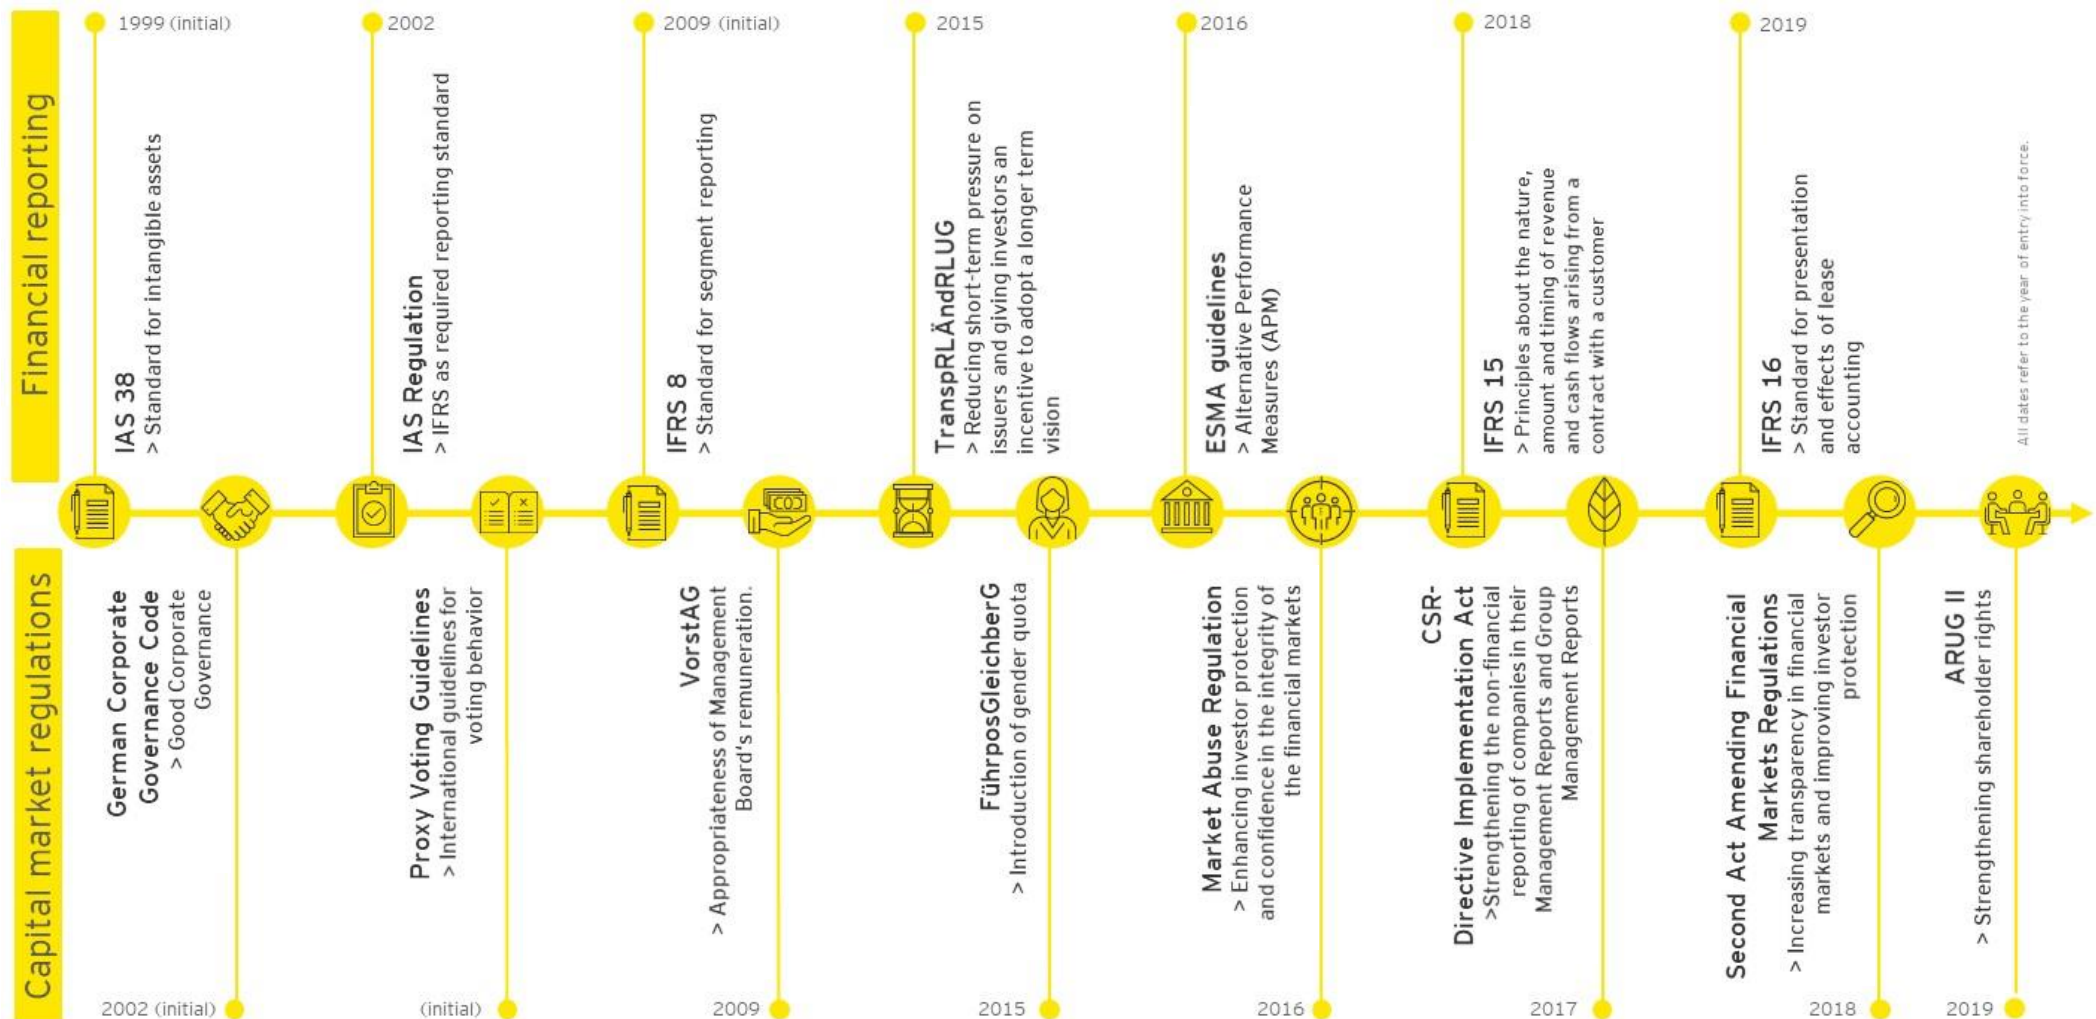 Financial reporting
1999 (initial)
IAS 38
> Standard for intangible assets
2002
IAS Regulation
> IFRS as required reporting standard
2009 (initial)
IFRS 8
> Standard for segment reporting
2015
TranspRLÄndRLUG
> Reducing short-term pressure on
issuers and giving investors an
incentive to adopt a longer term
vision
2016
ESMA guidelines
> Alternative Performance
Measures (APM)
2018
IFRS 15
> Principles about the nature,
amount and timing of revenue
and cash flows arising from a
contract with a customer
2019
IFRS 16
> Standard for presentation
and effects of lease
accounting
All dates refer to the year of entry into force.
Capital market regulations
German Corporate
Governance Code
> Good Corporate
Governance
2002 (initial)
Proxy Voting Guidelines
> International guidelines for
voting behavior
(initial)
VorstAG
> Appropriateness of Management
Board's remuneration.
2009
FührposGleichberG
> Introduction of gender quota
2015
Market Abuse Regulation
> Enhancing investor protection
and confidence in the integrity of
the financial markets
2016
CSR-
Directive Implementation Act
>Strengthening the non-financial
reporting of companies in their
Management Reports and Group
Management Reports
2017
Second Act Amending Financial
Markets Regulations
> Increasing transparency in financial
markets and improving investor
protection
2018
ARUG II
> Strengthening shareholder rights
2019